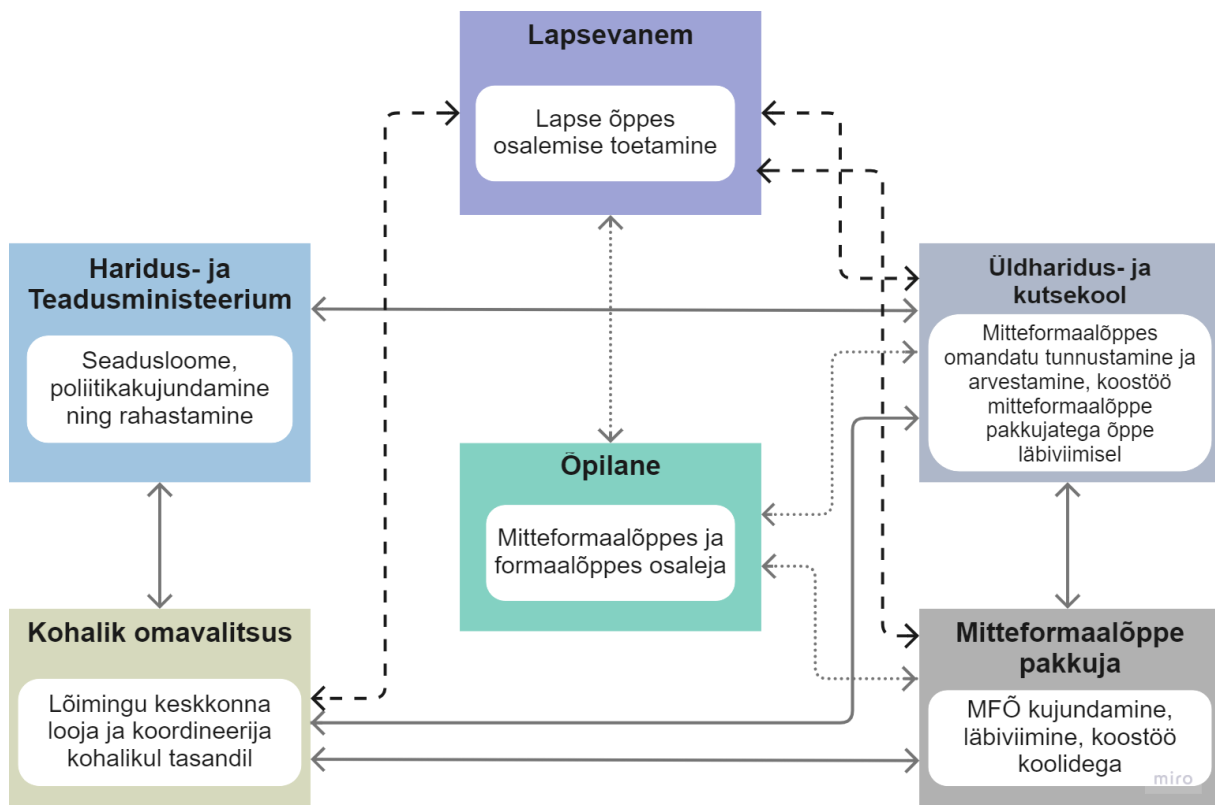 Lapsevanem
Lapse õppes
osalemise toetamine
Haridus- ja
Teadusministeerium
Seadusloome,
poliitikakujundamine
ning rahastamine
Üldharidus- ja
kutsekool
Mitteformaalõppes
omandatu tunnustamine ja
arvestamine, koostöö
mitteformaalõppe
pakkujatega õppe
läbiviimisel
Õpilane
Mitteformaalõppes ja
formaalõppes osaleja
Kohalik omavalitsus
Lõimingu keskkonna
looja ja koordineerija
kohalikul tasandil
Mitteformaalõppe
pakkuja
MFÕ kujundamine,
läbiviimine, koostöö
koolidega
miro